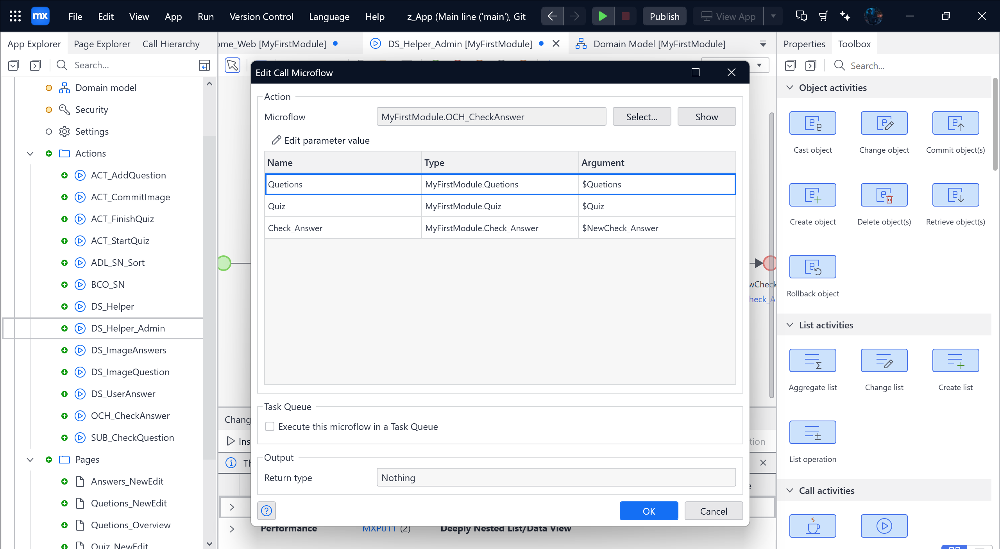 mx File Edit View App Run Version Control Language Help z_App (Main line ('main'), Git Publish View App
App Explorer Page Explorer Call Hierarchy
Search...
Domain model
Security
Settings
Actions
ACT_AddQuestion
ACT_CommitImage
ACT_FinishQuiz
ACT_StartQuiz
ADL_SN_Sort
BCO_SN
DS_Helper
DS_Helper_Admin
DS_ImageAnswers
DS_ImageQuestion
DS_UserAnswer
OCH_CheckAnswer
SUB_CheckQuestion
Pages
Answers_NewEdit
Quetions_NewEdit
Quetions_Overview
Quiz_NewEdit
ome_Web [MyFirstModule] DS_Helper_Admin [MyFirstModule] Domain Model [MyFirstModule]
Edit Call Microflow
Action
Microflow MyFirstModule.OCH_CheckAnswer Select... Show
Edit parameter value
Name Type Argument
Quetions MyFirstModule.Quetions $Quetions
Quiz MyFirstModule.Quiz $Quiz
Check_Answer MyFirstModule.Check_Answer $NewCheck_Answer
Task Queue
Execute this microflow in a Task Queue
Output
Return type Nothing
OK Cancel
wCheck
heck_A
Chang
Ins
tion
Th
Performance MXP011 (2) Deeply Nested List/Data View
Properties Toolbox
Search...
Object activities
Cast object Change object Commit object(s)
Create object Delete object(s) Retrieve object(s)
Rollback object
List activities
Aggregate list Change list Create list
List operation
Call activities